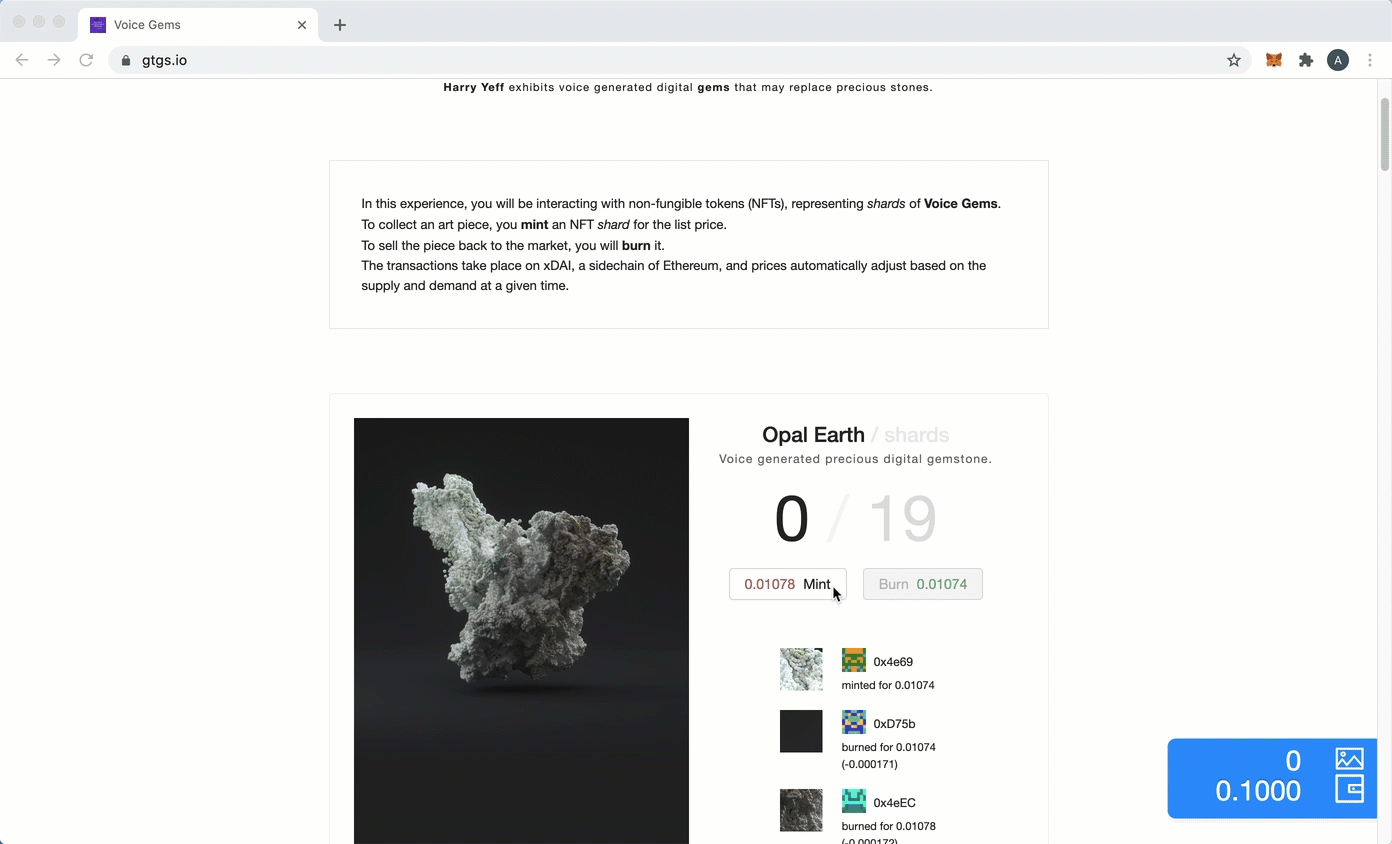 Voice Gems
gtgs.io
A
Harry Yeff exhibits voice generated digital gems that may replace precious stones.
In this experience, you will be interacting with non-fungible tokens (NFTs), representing shards of Voice Gems.
To collect an art piece, you mint an NFT shard for the list price.
To sell the piece back to the market, you will burn it.
The transactions take place on xDAI, a sidechain of Ethereum, and prices automatically adjust based on the
supply and demand at a given time.
Opal Earth / shards
Voice generated precious digital gemstone.
0 / 19
0.01078 Mint
Burn 0.01074
0x4e69
minted for 0.01074
0xD75b
burned for 0.01074
(-0.000171)
0x4eEC
burned for 0.01078
(-0.000172)
0
0.1000